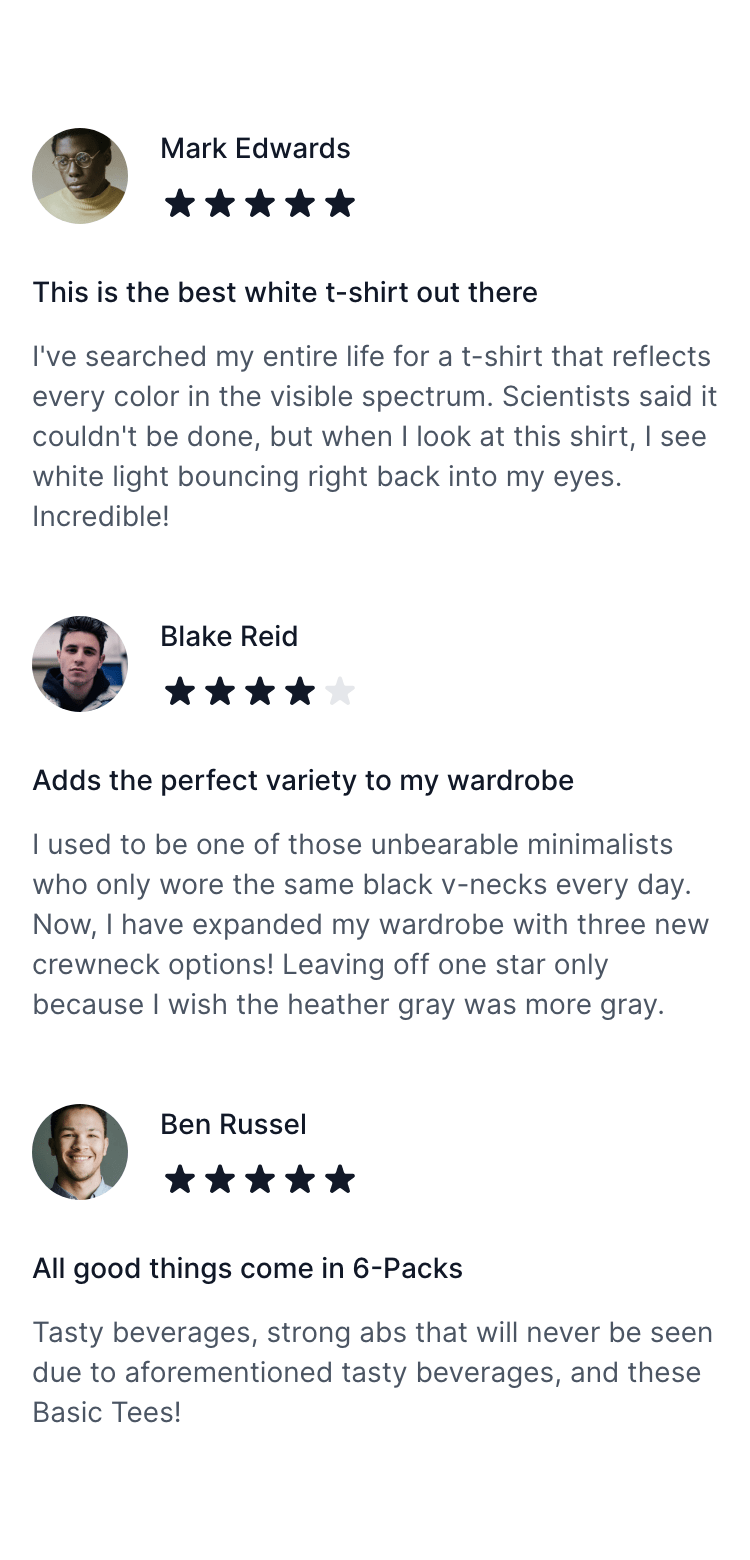 Mark Edwards
This is the best white t-shirt out there
I've searched my entire life for a t-shirt that reflects
every color in the visible spectrum. Scientists said it
couldn't be done, but when I look at this shirt, I see
white light bouncing right back into my eyes.
Incredible!
Blake Reid
Adds the perfect variety to my wardrobe
I used to be one of those unbearable minimalists
who only wore the same black v-necks every day.
Now, I have expanded my wardrobe with three new
crewneck options! Leaving off one star only
because I wish the heather gray was more gray.
Ben Russel
All good things come in 6-Packs
Tasty beverages, strong abs that will never be seen
due to aforementioned tasty beverages, and these
Basic Tees!